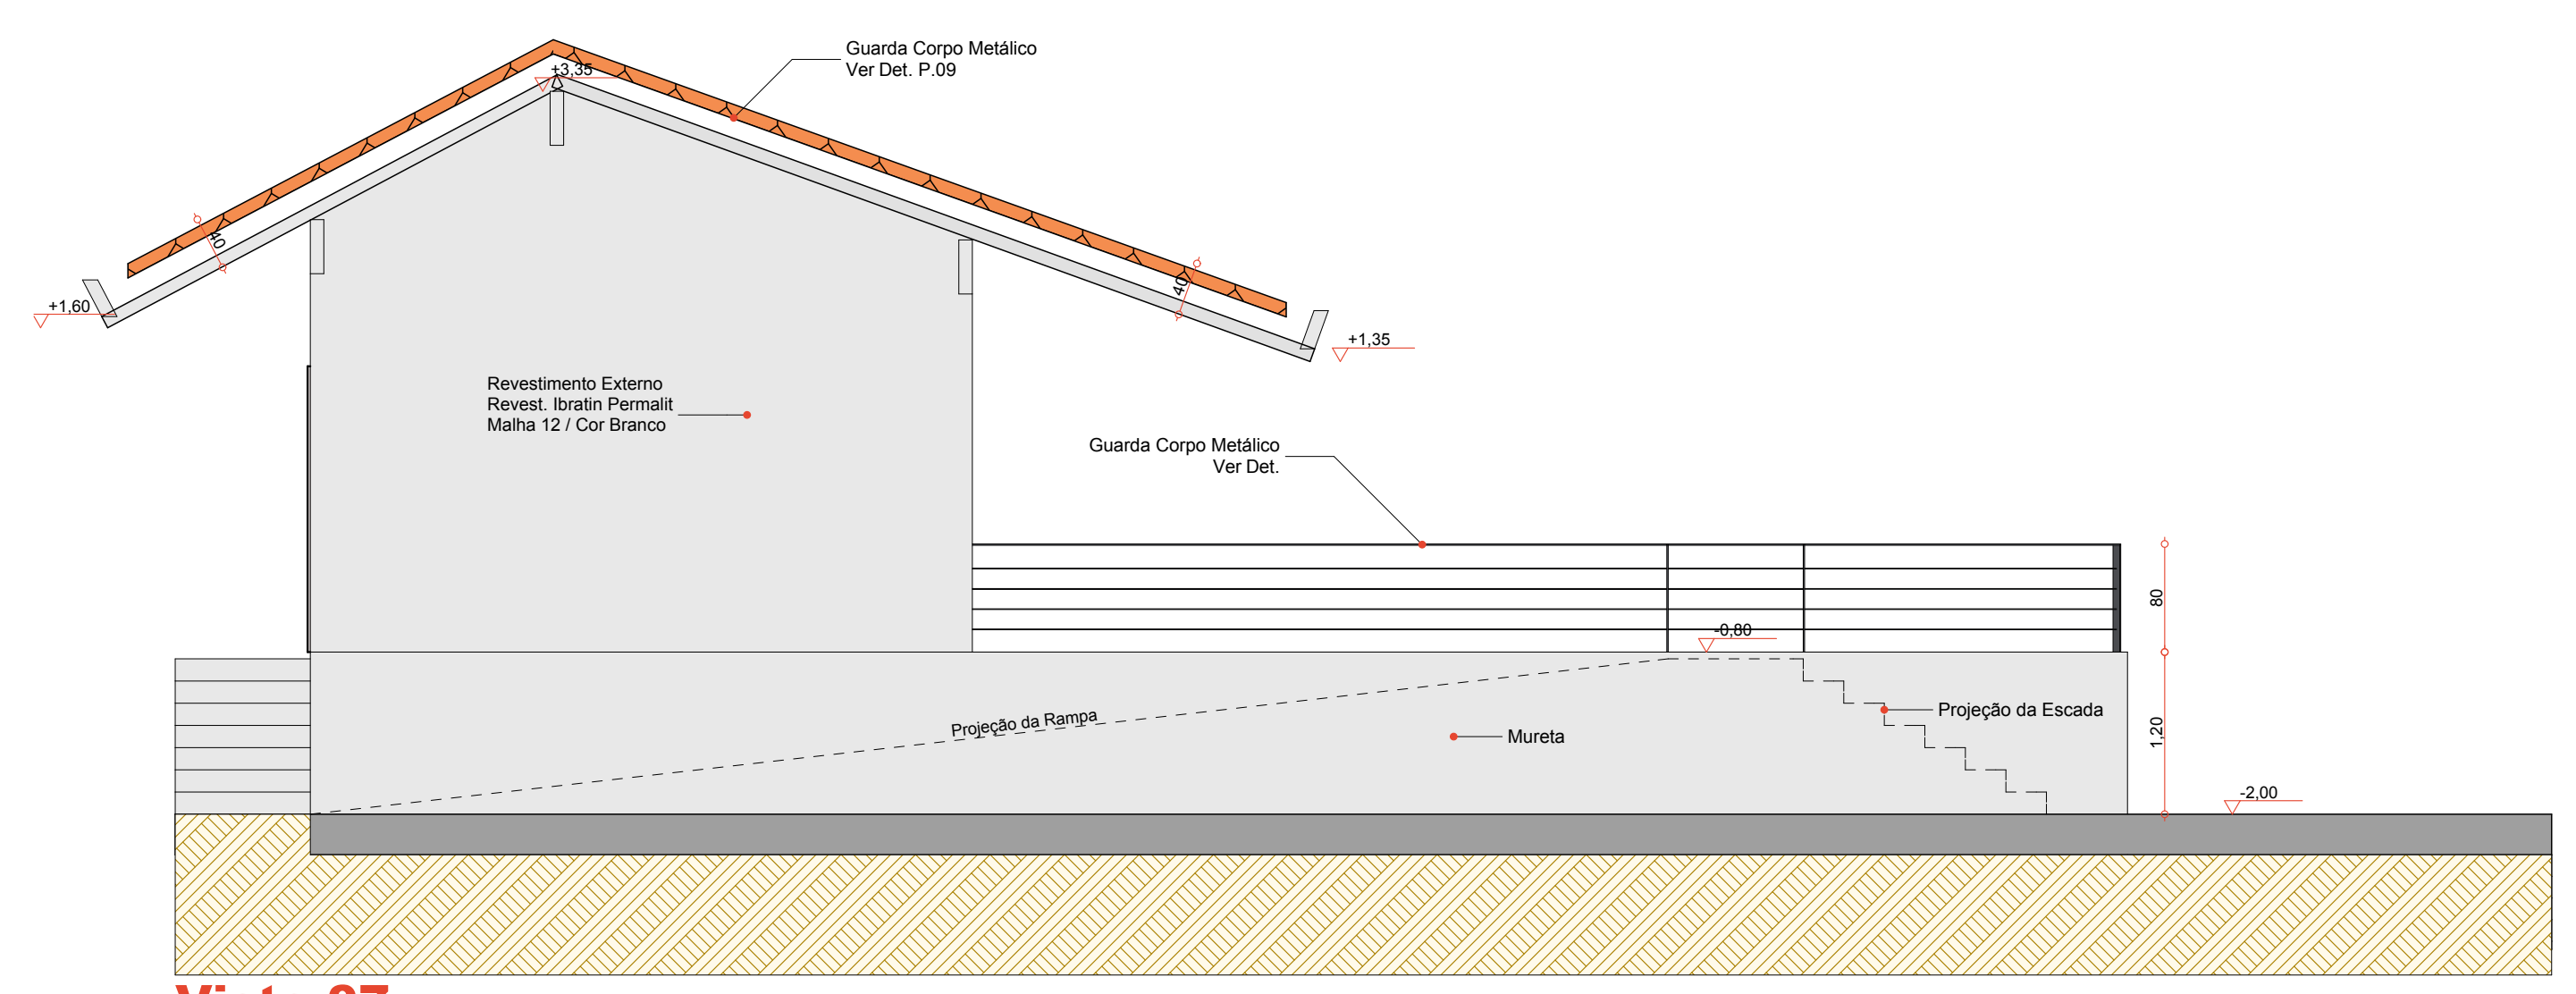 Guarda Corpo Metálico
Ver Det. P.09
+3,35
40
+1,60
40
+1,35
Revestimento Externo
Revest. Ibratin Permalit
Malha 12 / Cor Branco
Guarda Corpo Metálico
Ver Det.
80
-0,80
Projeção da Rampa
Projeção da Escada
Mureta
1,20
-2,00